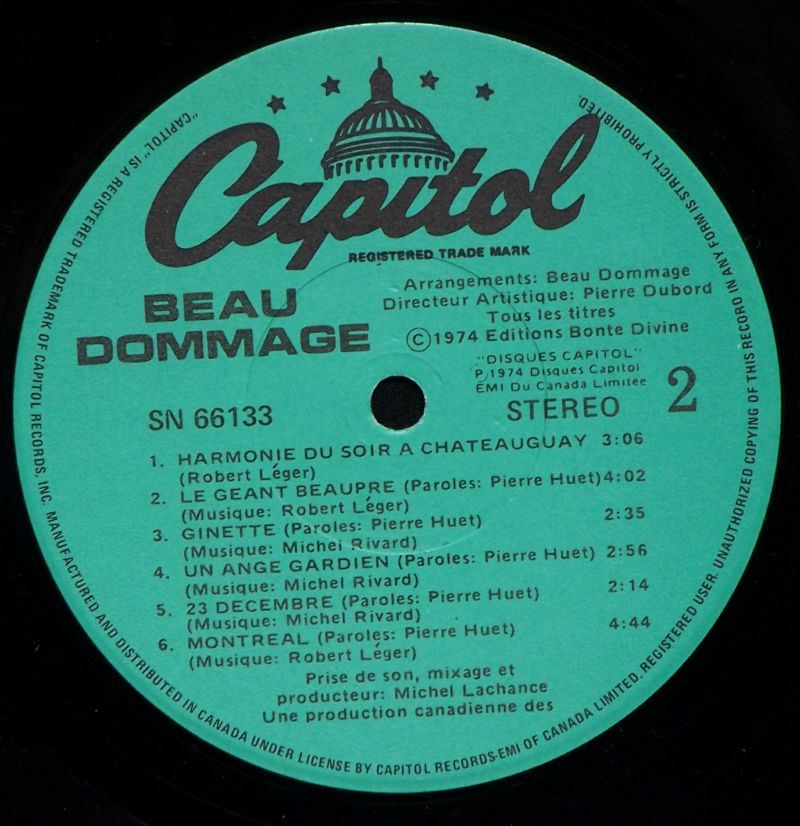 Capitol
REGISTERED TRADE MARK
BEAU
DOMMAGE
Arrangements: Beau Dommage
Directeur Artistique: Pierre Dubord
Tous les titres
©1974 Editions Bonte Divine
"DISQUES CAPITOL"
P/1974 Disques Capitol
EMI Du Canada Limitée
SN 66133
STEREO
2
1. HARMONIE DU SOIR A CHATEAUGUAY 3:06
(Robert Léger)
2. LE GEANT BEAUPRE (Paroles: Pierre Huet) 4:02
(Musique: Robert Léger)
3. GINETTE (Paroles: Pierre Huet) 2:35
(Musique: Michel Rivard)
4. UN ANGE GARDIEN (Paroles: Pierre Huet) 2:56
(Musique: Michel Rivard)
5. 23 DECEMBRE (Paroles: Pierre Huet) 2:14
(Musique: Michel Rivard)
6. MONTREAL (Paroles: Pierre Huet) 4:44
(Musique: Robert Léger)
Prise de son, mixage et
producteur: Michel Lachance
Une production canadienne des
"CAPITOL" IS A REGISTERED TRADEMARK OF CAPITOL RECORDS, INC. MANUFACTURED AND DISTRIBUTED IN CANADA UNDER LICENSE BY CAPITOL RECORDS-EMI OF CANADA LIMITED, REGISTERED USER. UNAUTHORIZED COPYING OF THIS RECORD IN ANY FORM IS STRICTLY PROHIBITED.